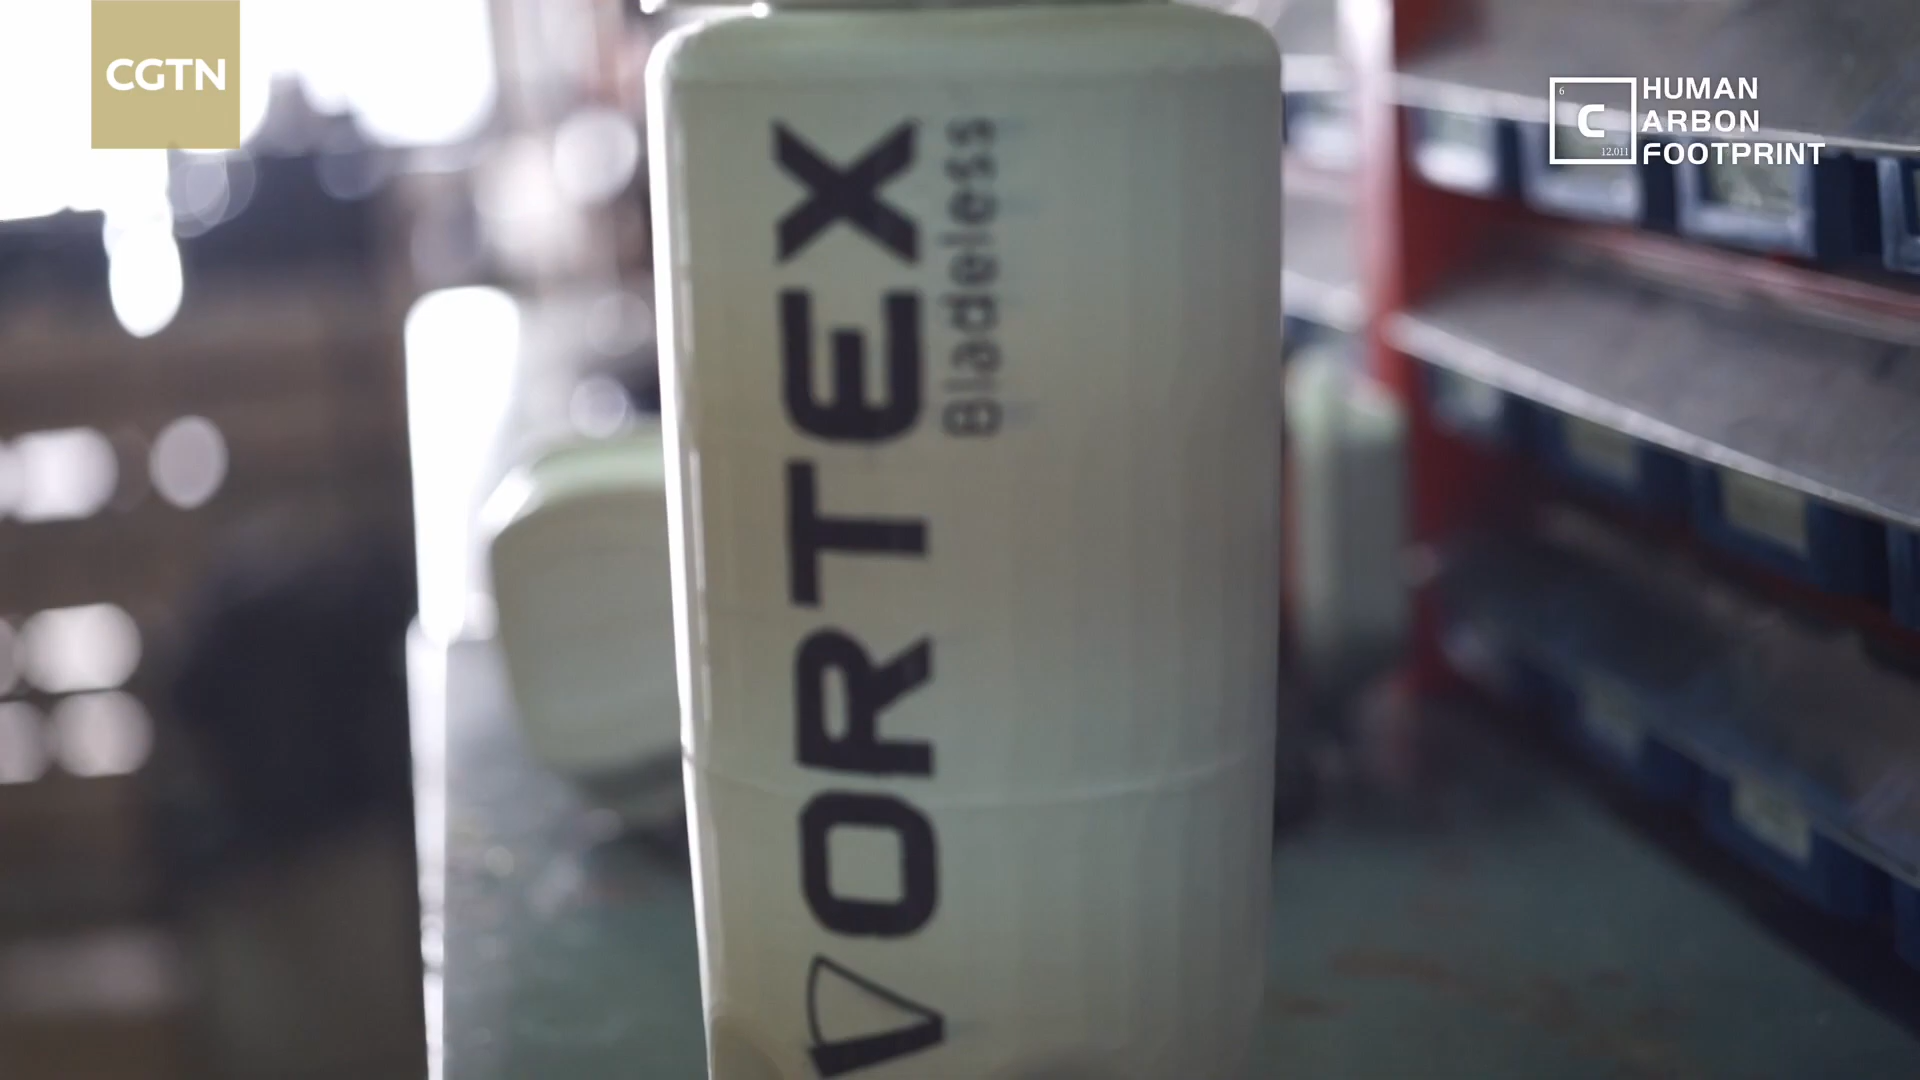 CGTN
6
C
12.011
HUMAN
ARBON
FOOTPRINT
VORTEX
Bladeless